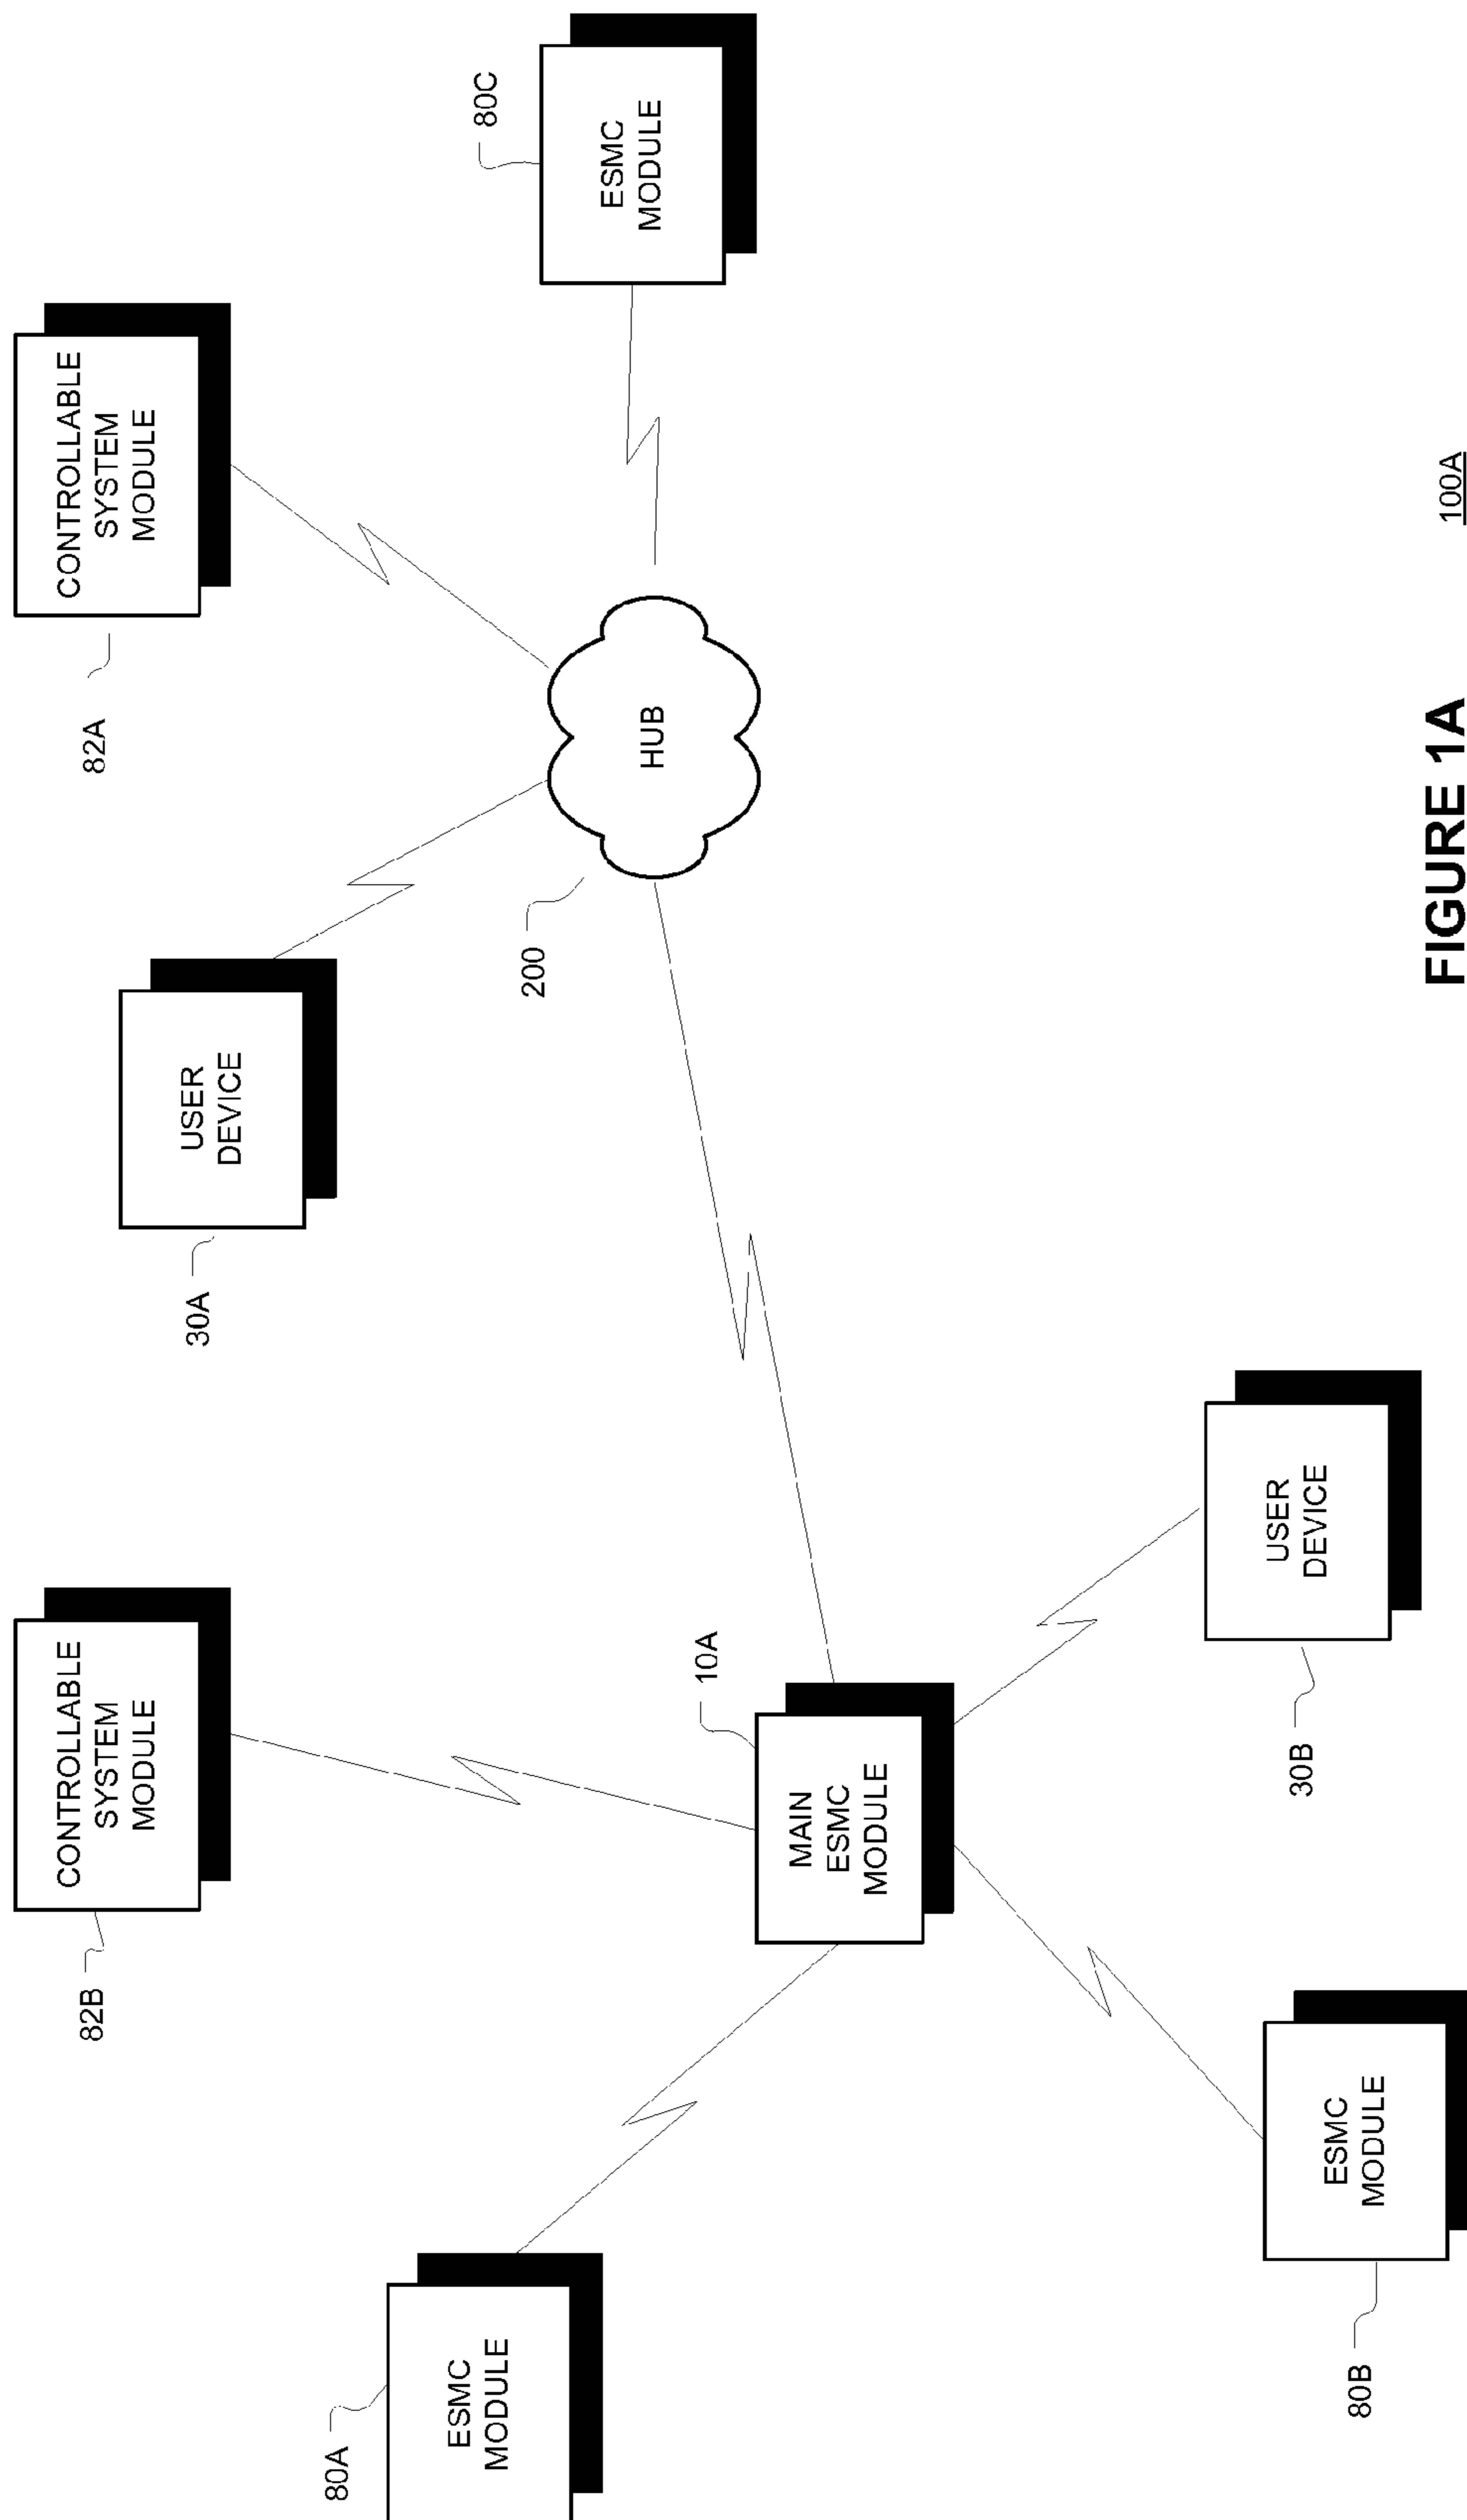 CONTROLLABLE
SYSTEM
MODULE
82B
CONTROLLABLE
SYSTEM
MODULE
82A
USER
DEVICE
30A
ESMC
MODULE
80A
ESMC
MODULE
80C
200
HUB
MAIN
ESMC
MODULE
10A
USER
DEVICE
30B
ESMC
MODULE
80B
FIGURE 1A
100A